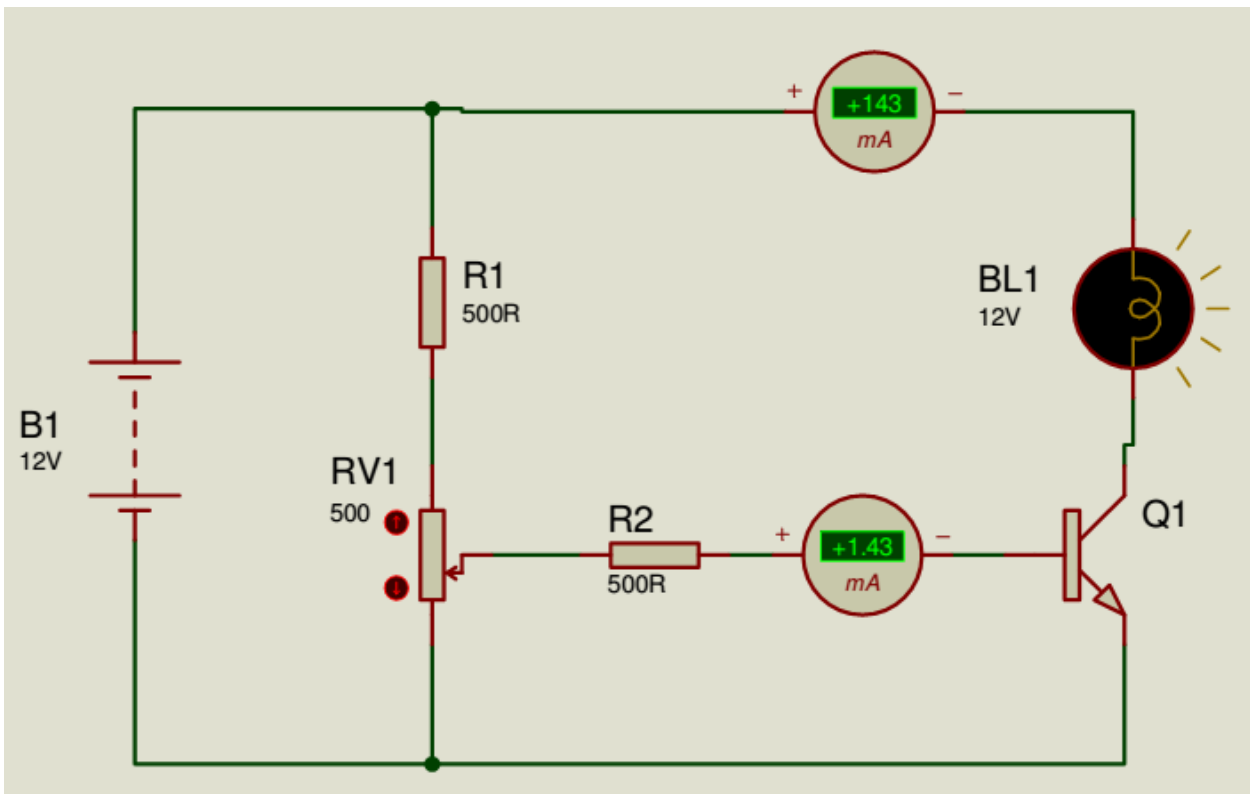 + +143 −
mA
R1
500R
BL1
12V
B1
12V
RV1
500
R2
500R
+ +1.43 −
mA
Q1